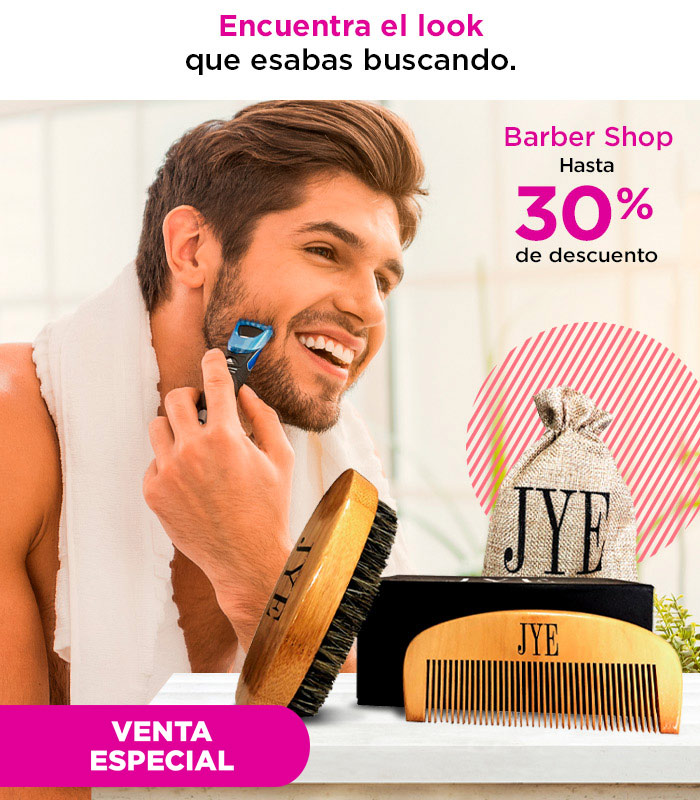 Encuentra el look
que esabas buscando.
Barber Shop
Hasta
30%
de descuento
JYE
JYE
JYE
VENTA
ESPECIAL